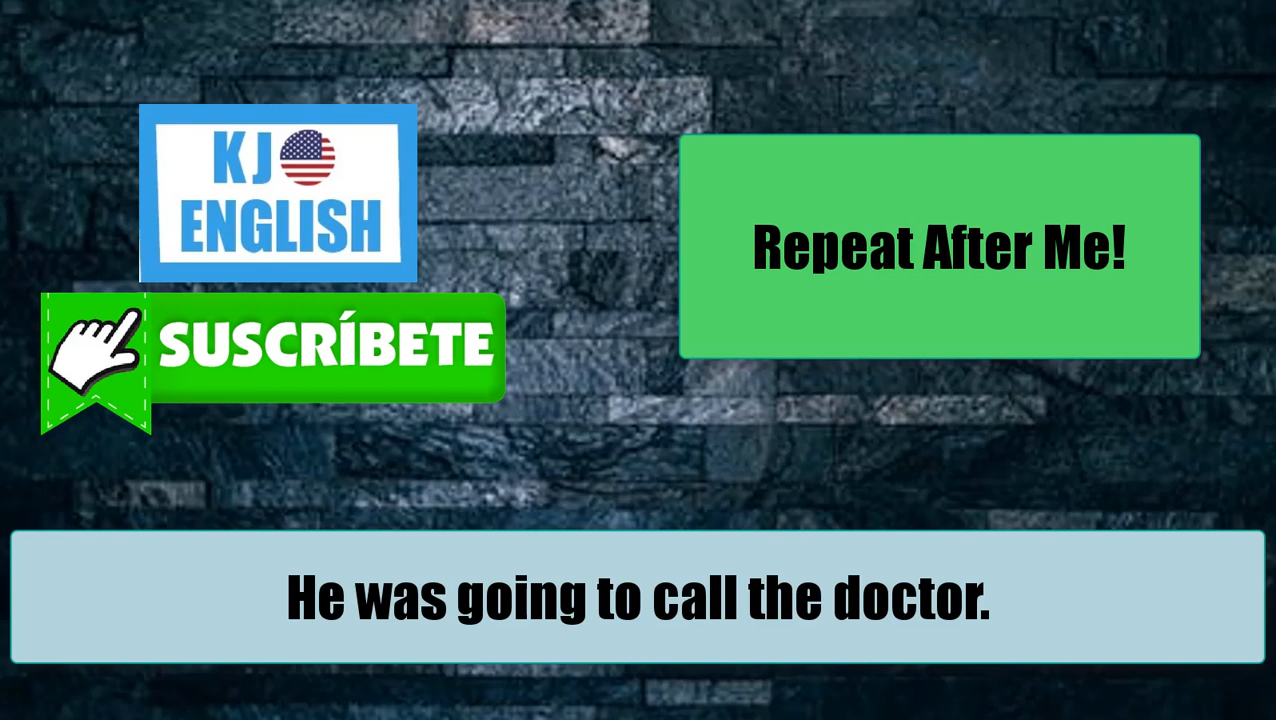 KJ
ENGLISH
SUSCRÍBETE
Repeat After Me!
He was going to call the doctor.